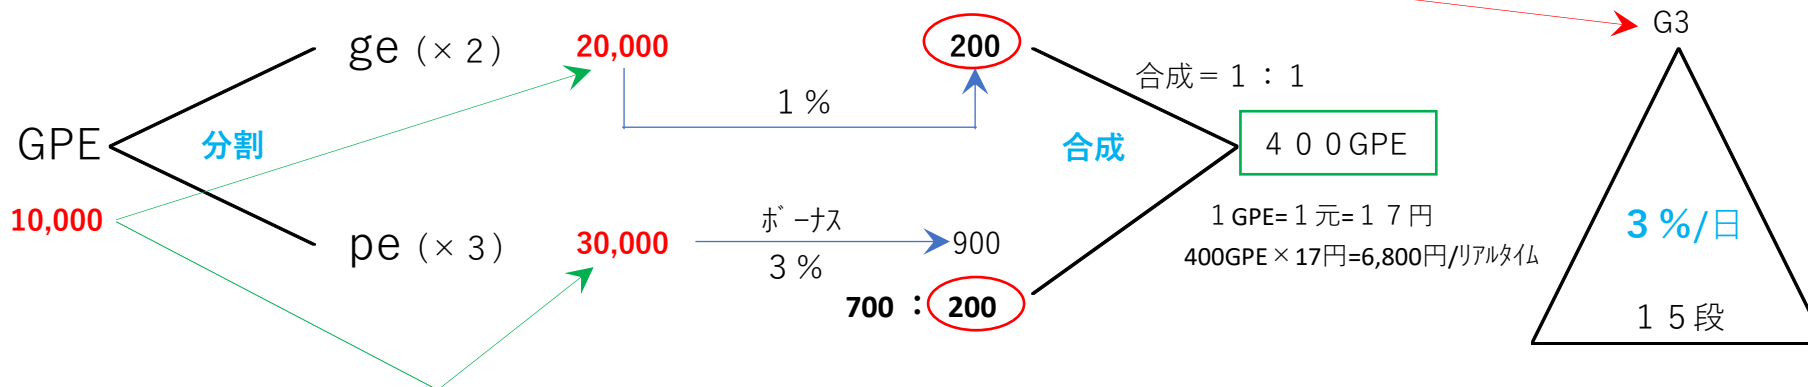 G3
ge（×２）
20,000
200
合成＝１：１
１％
GPE
分割
合成
４００GPE
10,000
１GPE=１元=１７円
pe（×３）
30,000
ﾎﾞｰﾅｽ
３％
900
400GPE×17円=6,800円/ﾘｱﾙﾀｲﾑ
３％/日
700：200
１５段